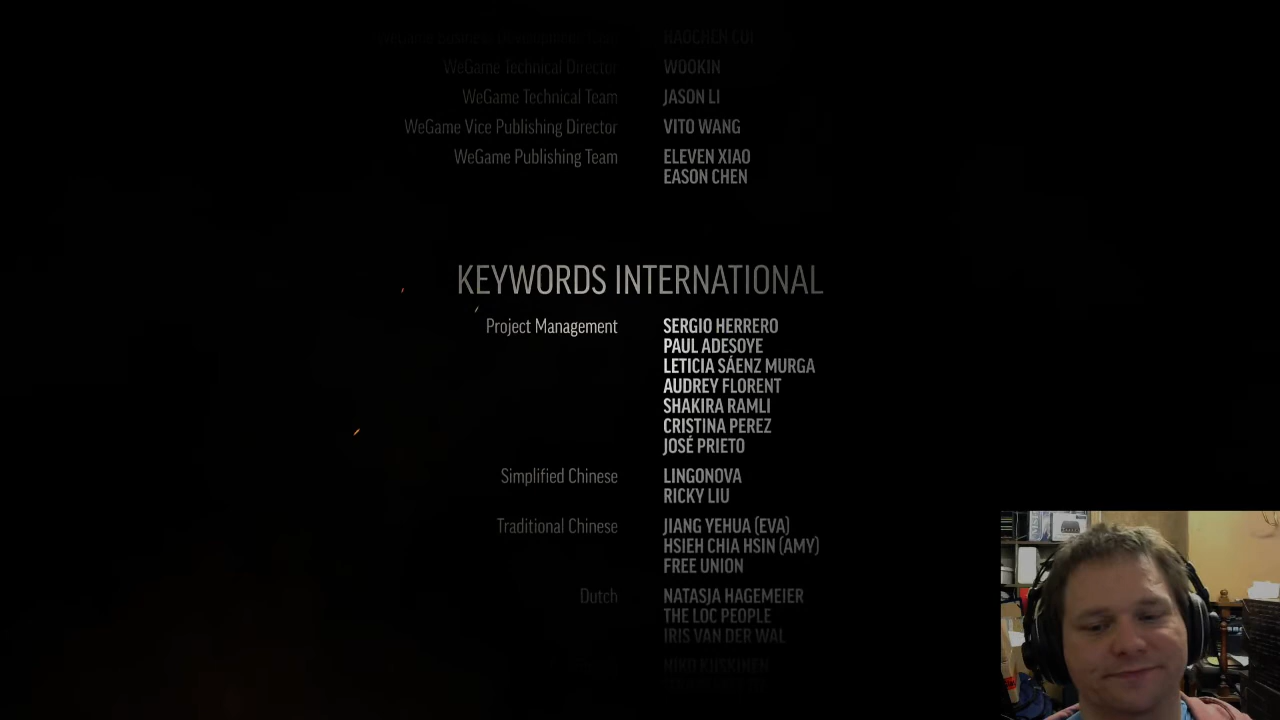 HAOCHEN CUI
WeGame Technical Director WOOKIN
WeGame Technical Team JASON LI
WeGame Vice Publishing Director VITO WANG
WeGame Publishing Team ELEVEN XIAO
EASON CHEN
KEYWORDS INTERNATIONAL
Project Management SERGIO HERRERO
PAUL ADESOYE
LETICIA SÁENZ MURGA
AUDREY FLORENT
SHAKIRA RAMLI
CRISTINA PEREZ
JOSÉ PRIETO
Simplified Chinese LINGONOVA
RICKY LIU
Traditional Chinese JIANG YEHUA (EVA)
HSIEH CHIA HSIN (AMY)
FREE UNION
Dutch NATASJA HAGEMEIER
THE LOC PEOPLE
IRIS VAN DER WAL